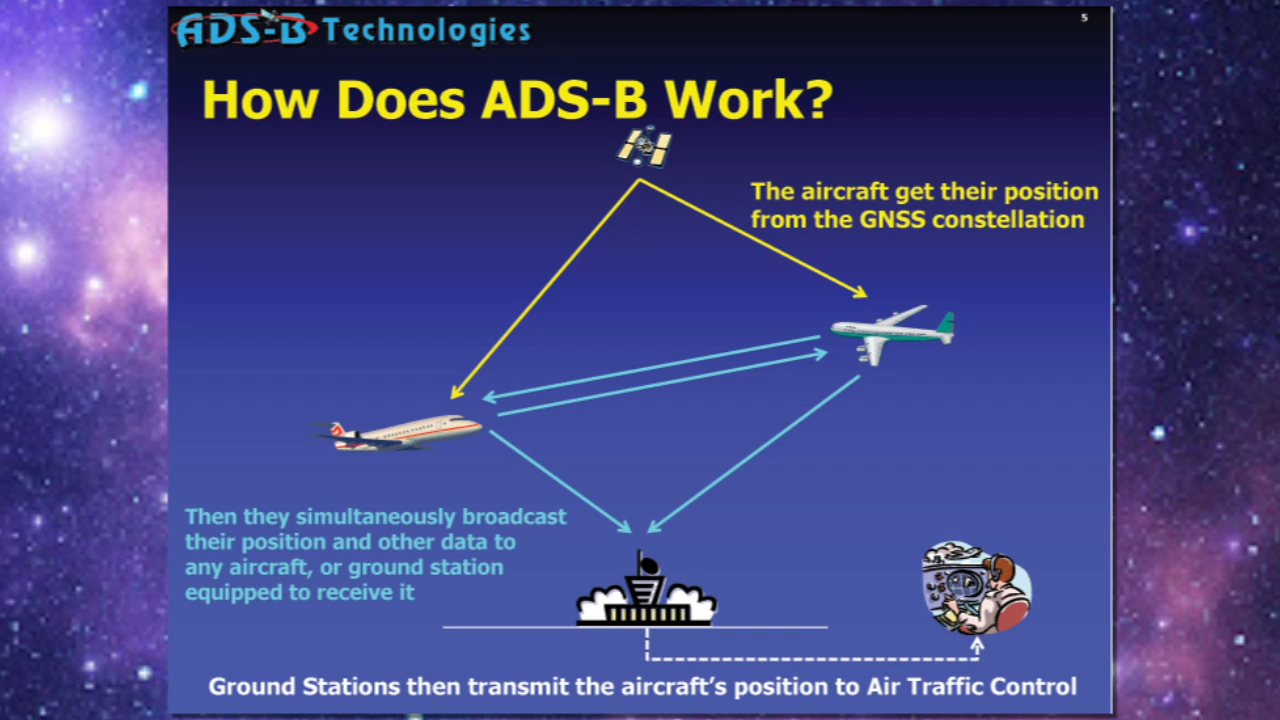 ADS-B Technologies
5
How Does ADS-B Work?
The aircraft get their position
from the GNSS constellation
Then they simultaneously broadcast
their position and other data to
any aircraft, or ground station
equipped to receive it
Ground Stations then transmit the aircraft's position to Air Traffic Control